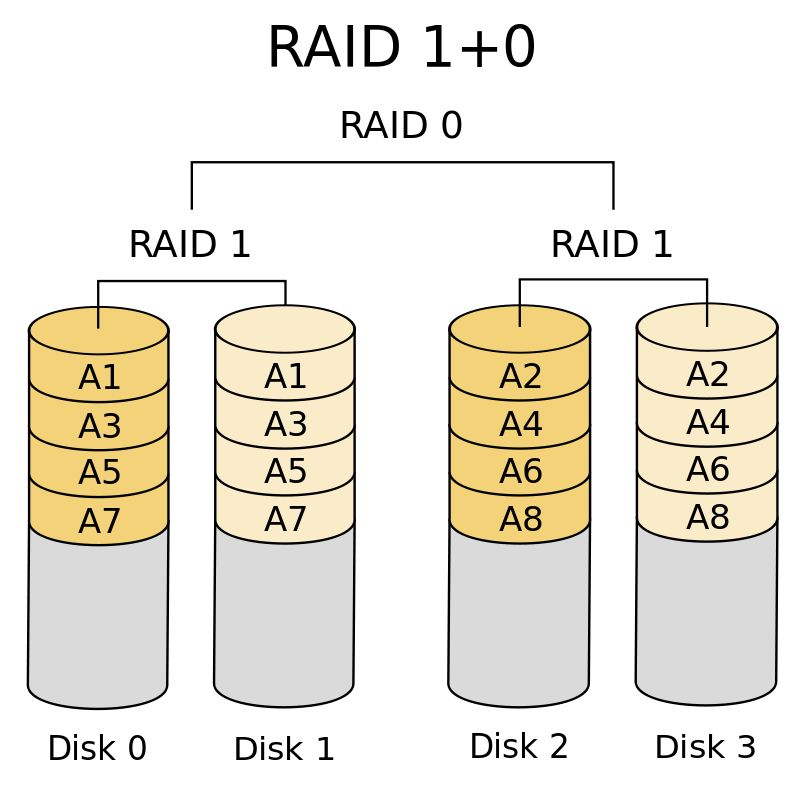 RAID 1+0
RAID 0
RAID 1 RAID 1
A1 A1 A2 A2
A3 A3 A4 A4
A5 A5 A6 A6
A7 A7 A8 A8
Disk 0 Disk 1 Disk 2 Disk 3